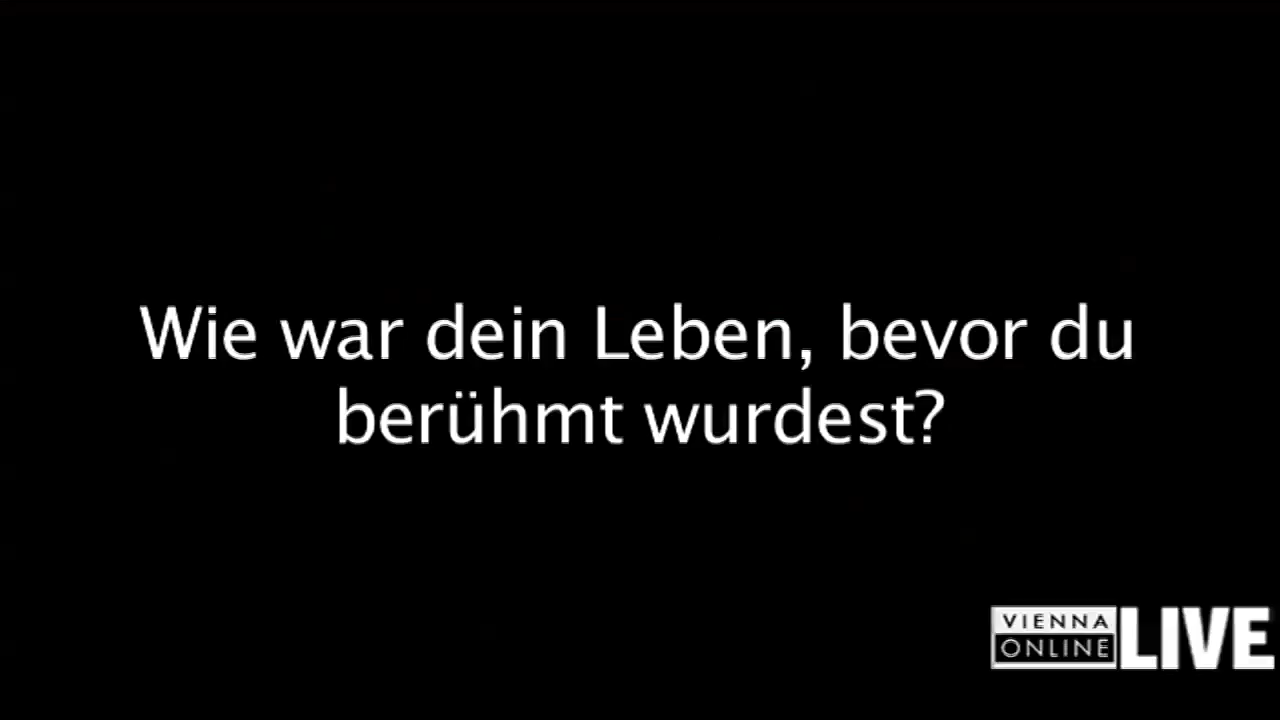 Wie war dein Leben, bevor du
berühmt wurdest?
VIENNA
ONLINE
LIVE